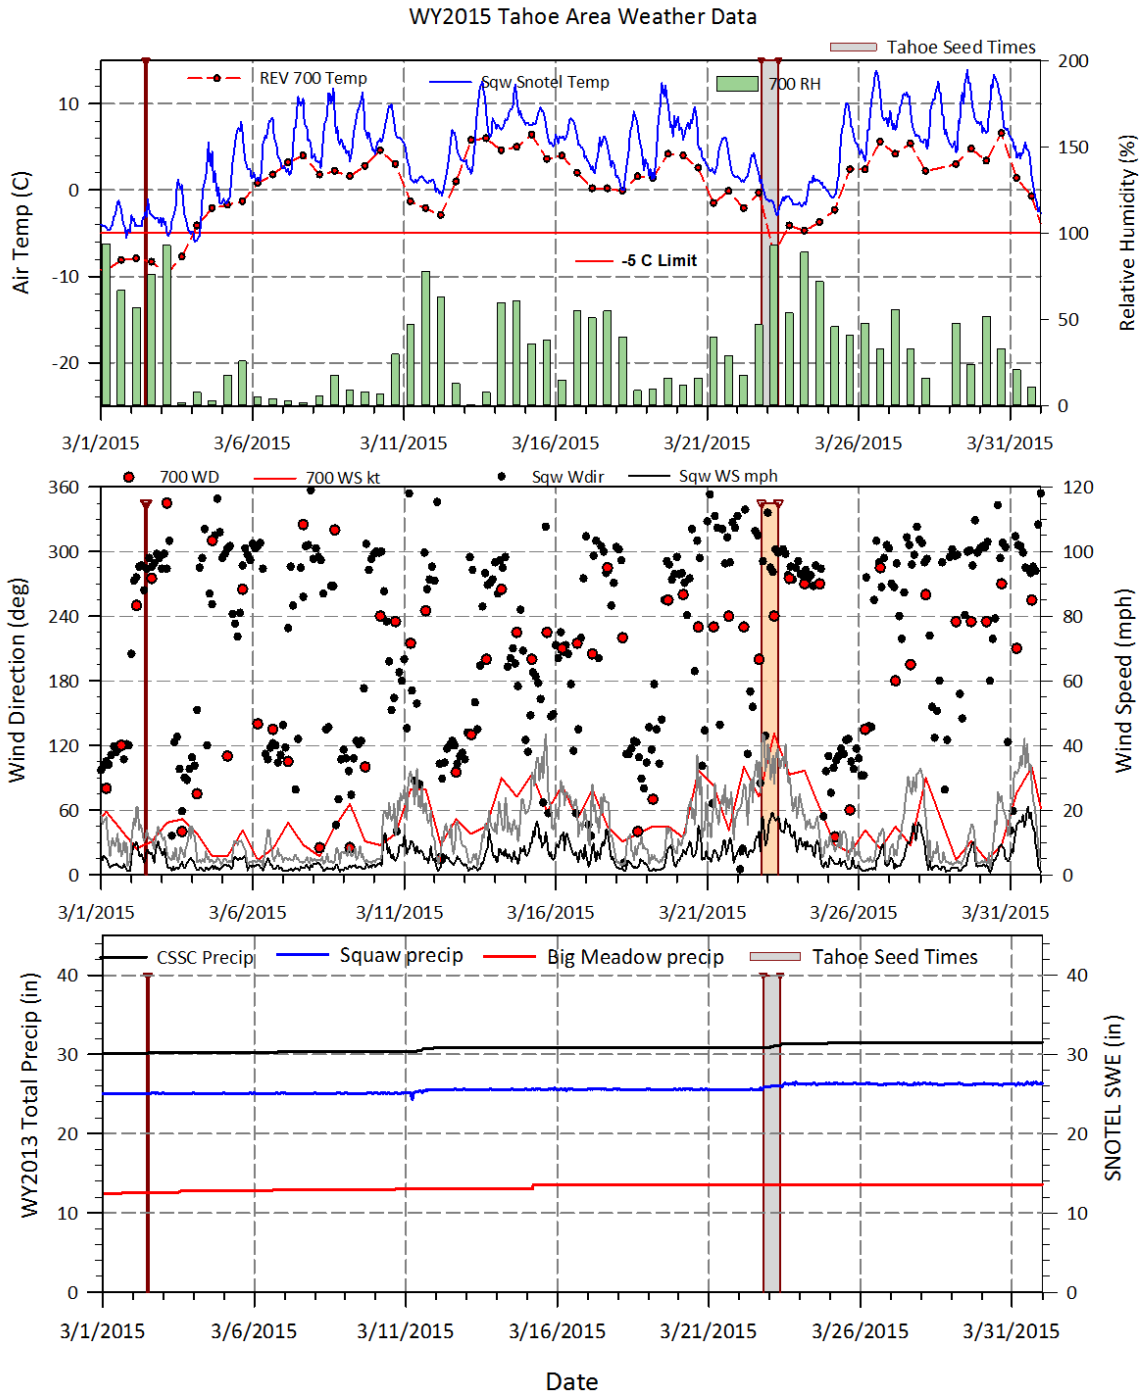 WY2015 Tahoe Area Weather Data
Tahoe Seed Times
REV 700 Temp
Sqw Snotel Temp
700 RH
200
10
150
0
100
-10
-5 C Limit
50
-20
0
Air Temp (C)
Relative Humidity (%)
3/1/2015 3/6/2015 3/11/2015 3/16/2015 3/21/2015 3/26/2015 3/31/2015
700 WD 700 WS kt Sqw Wdir Sqw WS mph
360 120
300 100
240 80
180 60
120 40
60 20
0 0
Wind Direction (deg)
Wind Speed (mph)
3/1/2015 3/6/2015 3/11/2015 3/16/2015 3/21/2015 3/26/2015 3/31/2015
CSSC Precip Squaw precip Big Meadow precip Tahoe Seed Times
40 40
30 30
20 20
10 10
0 0
WY2013 Total Precip (in)
SNOTEL SWE (in)
3/1/2015 3/6/2015 3/11/2015 3/16/2015 3/21/2015 3/26/2015 3/31/2015
Date